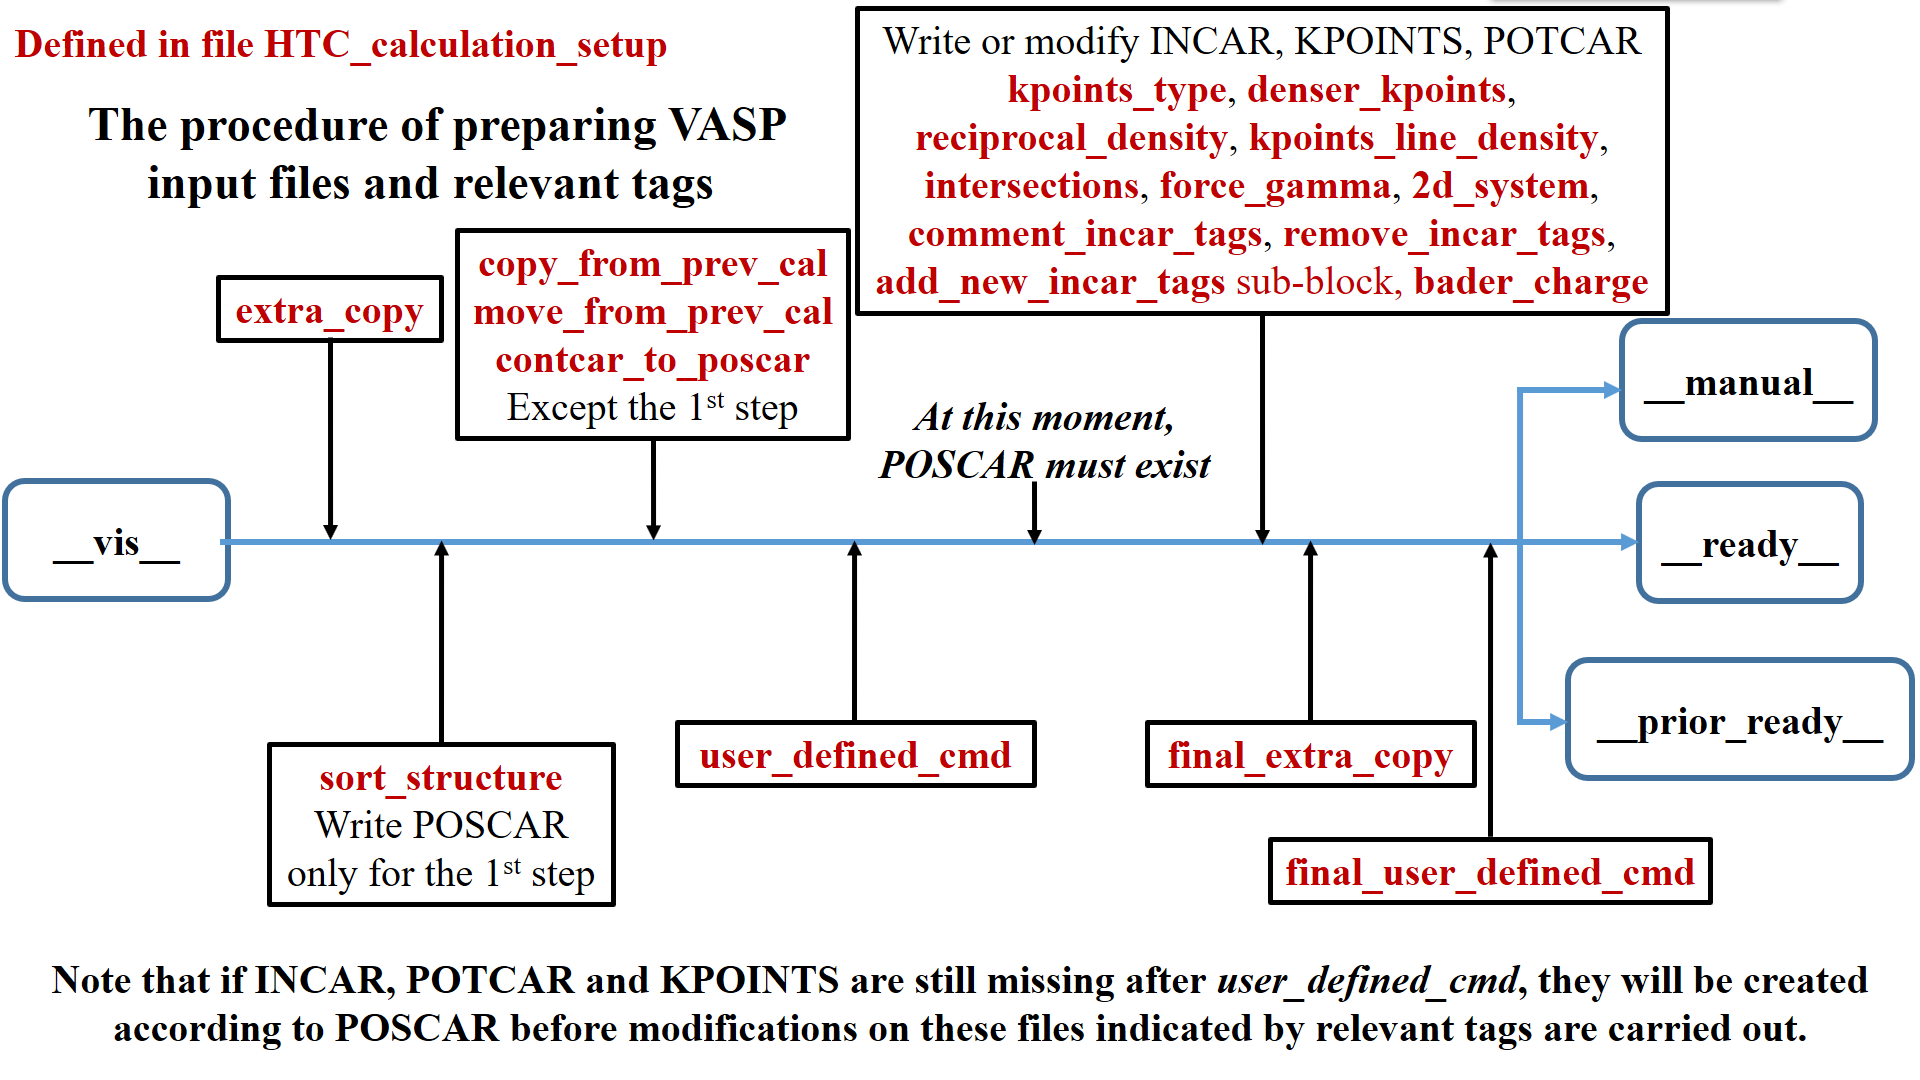 Defined in file HTC_calculation_setup
The procedure of preparing VASP
input files and relevant tags
Write or modify INCAR, KPOINTS, POTCAR
kpoints_type, denser_kpoints,
reciprocal_density, kpoints_line_density,
intersections, force_gamma, 2d_system,
comment_incar_tags, remove_incar_tags,
add_new_incar_tags sub-block, bader_charge
extra_copy
copy_from_prev_cal
move_from_prev_cal
contcar_to_poscar
Except the 1st step
At this moment,
POSCAR must exist
__vis__
__manual__
__ready__
__prior_ready__
sort_structure
Write POSCAR
only for the 1st step
user_defined_cmd
final_extra_copy
final_user_defined_cmd
Note that if INCAR, POTCAR and KPOINTS are still missing after user_defined_cmd, they will be created
according to POSCAR before modifications on these files indicated by relevant tags are carried out.